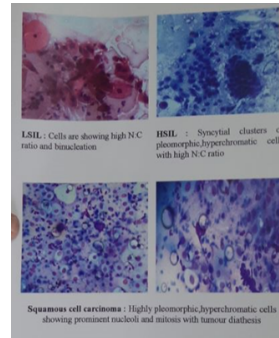 LSIL : Cells are showing high N:C
ratio and binucleation
HSIL : Syncytial clusters
pleomorphic,hyperchromatic cell
with high N:C ratio
Squamous cell carcinoma : Highly pleomorphic,hyperchromatic cells
showing prominent nucleoli and mitosis with tumour diathesis